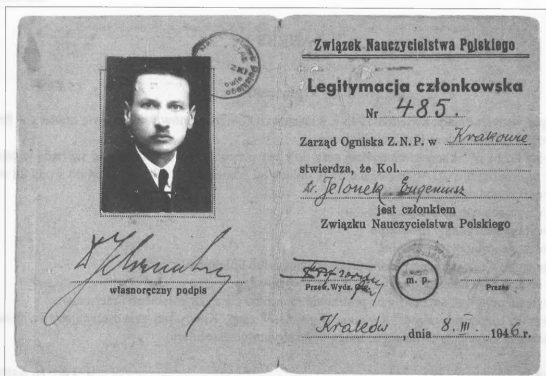 własnoręczny podpis
Związek Nauczycielstwa Polskiego
Legitymacja członkowska
Nr 485.
Zarząd Ogniska Z. N. P. w Krakowie
stwierdza, że Kol.
Jelonek Eugeniusz
jest członkiem
Związku Nauczycielstwa Polskiego
Przew. Wydz.
m. p.
Prezes
Kraków, dnia 8. III. 1946 r.